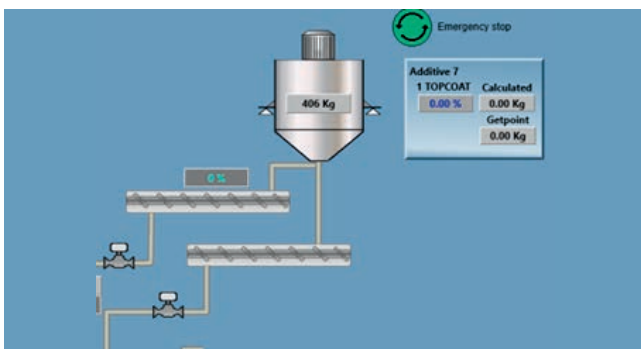 Emergency stop
Additive 7
1 TOPCOAT Calculated
0.00 % 0.00 Kg
Getpoint
0.00 Kg
406 Kg
0 %